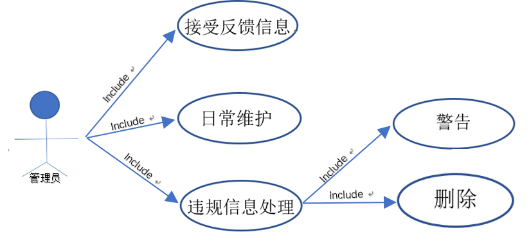 接受反馈信息
Include
日常维护
Include
警告
Include
Include
管理员
违规信息处理
Include
删除